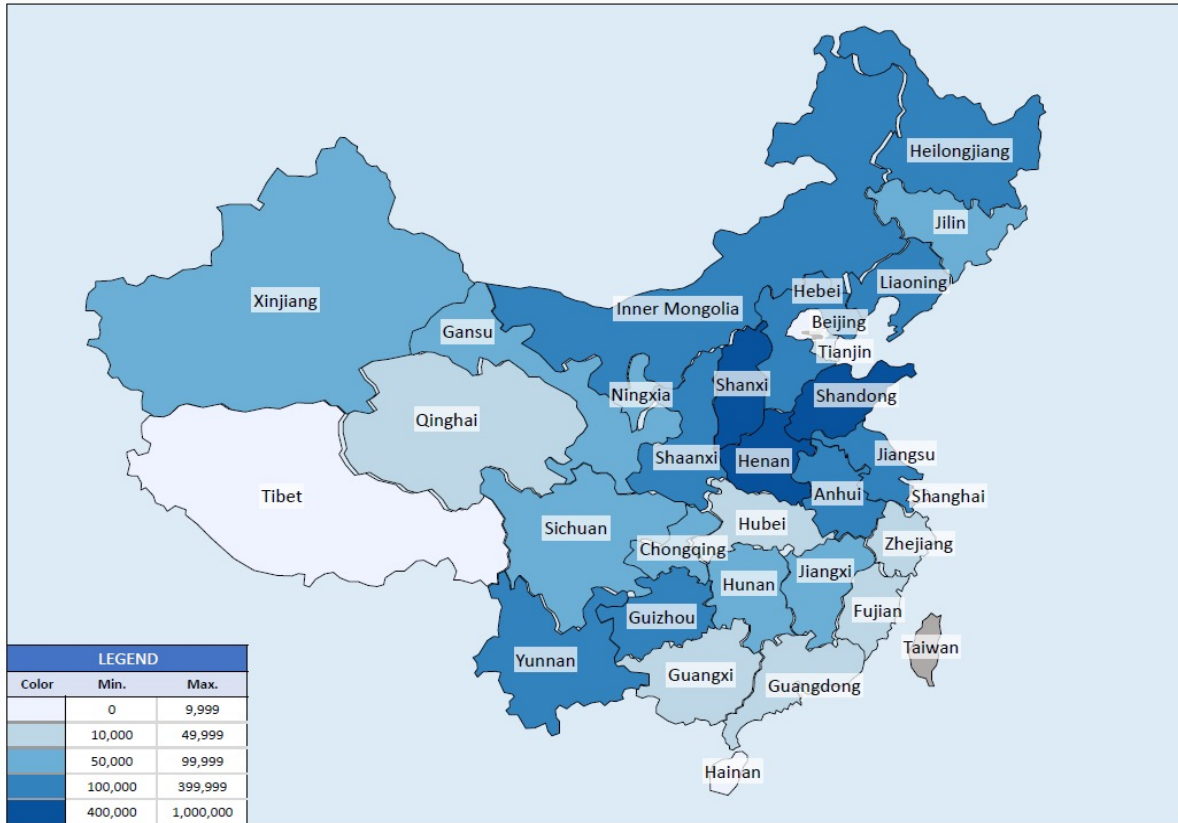 Heilongjiang
Jilin
Liaoning
Hebei
Xinjiang
Inner Mongolia
Beijing
Gansu
Tianjin
Shanxi
Ningxia
Shandong
Qinghai
Shaanxi
Henan
Jiangsu
Tibet
Anhui
Shanghai
Sichuan
Hubei
Zhejiang
Chongqing
Jiangxi
Hunan
Fujian
Guizhou
Taiwan
Yunnan
Guangxi
Guangdong
Hainan
LEGEND
Color Min. Max.
0 9,999
10,000 49,999
50,000 99,999
100,000 399,999
400,000 1,000,000